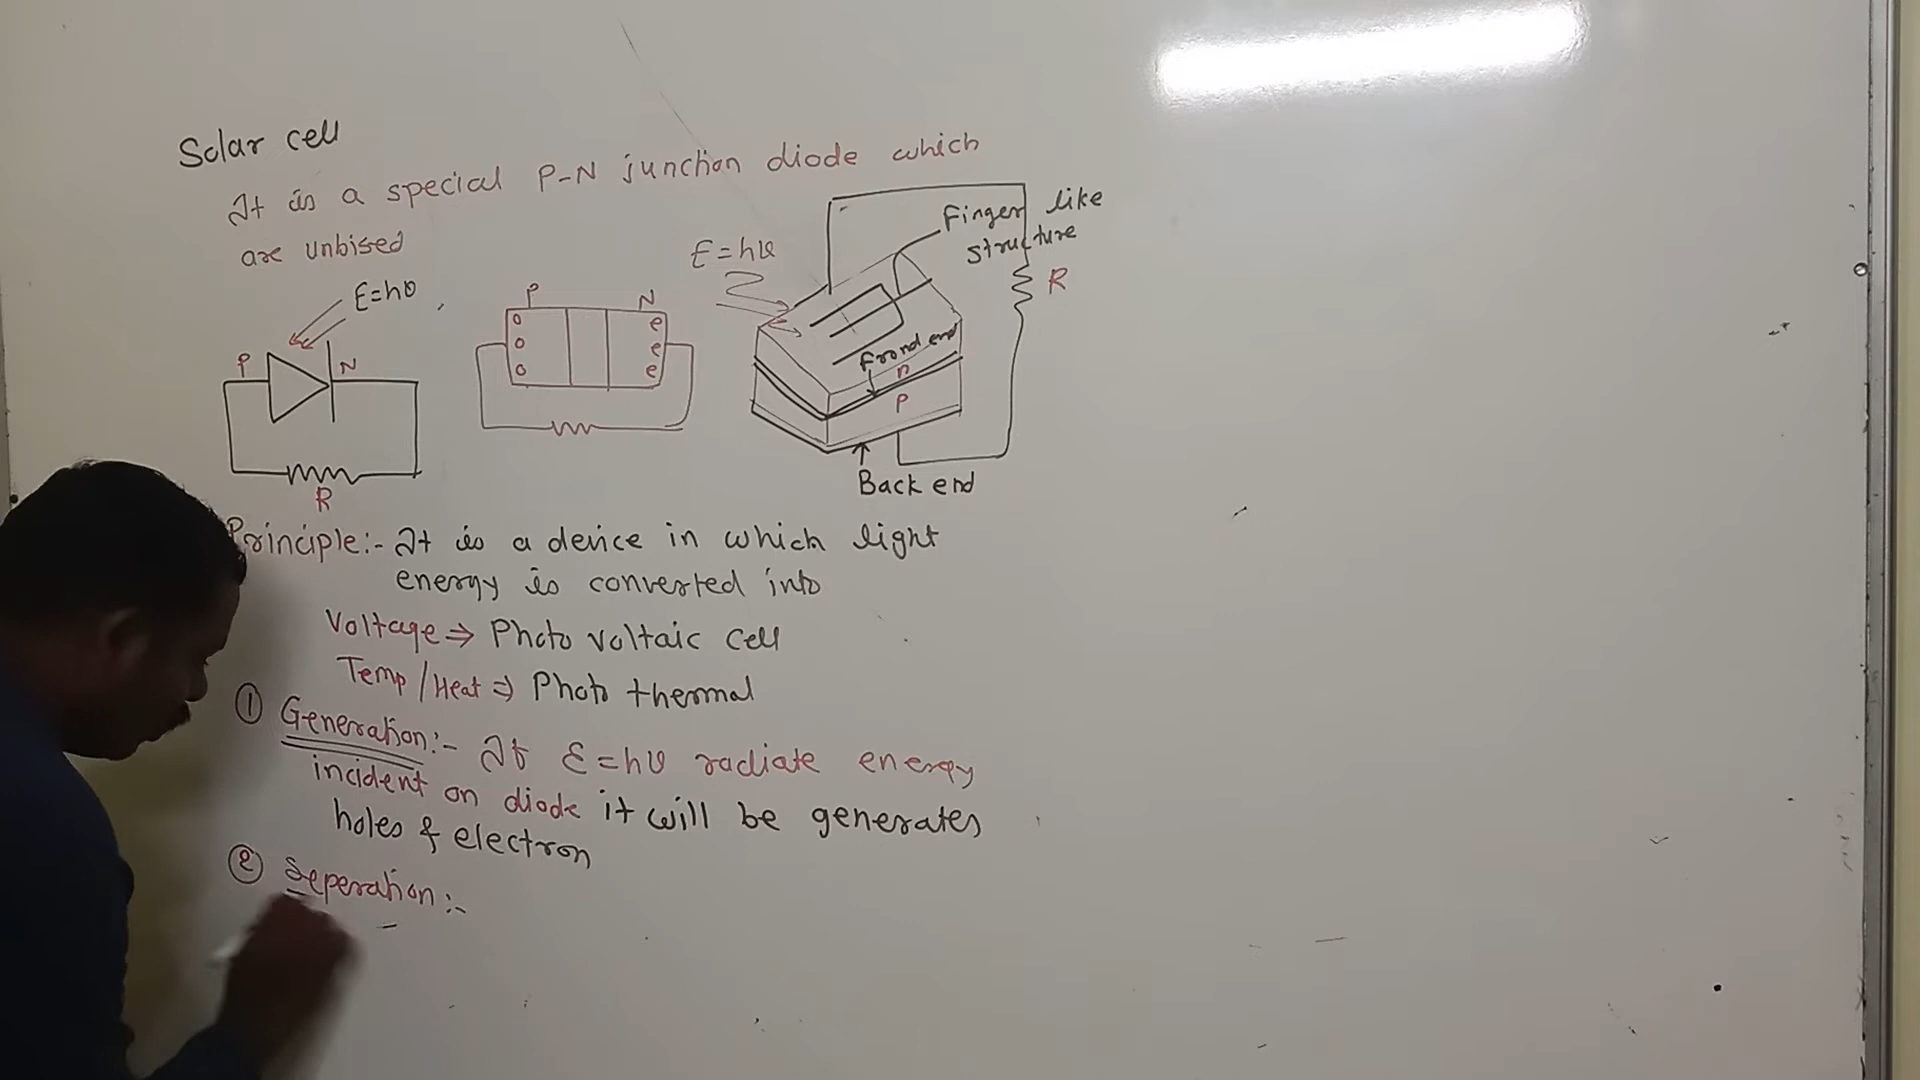 Solar cell
It is a special P-N junction diode which
are unbised
E=hυ
P
N
R
P
N
o
o
o
e
e
e
E=hυ
Finger like
structure
R
Frond end
n
P
Back end
Principle:- It is a device in which light
energy is converted into
Voltage ⇒ Photo voltaic cell
Temp/Heat ⇒ Photo thermal
① Generation:- If E=hυ radiate energy
incident on diode it will be generates
holes & electron
② Seperation:-